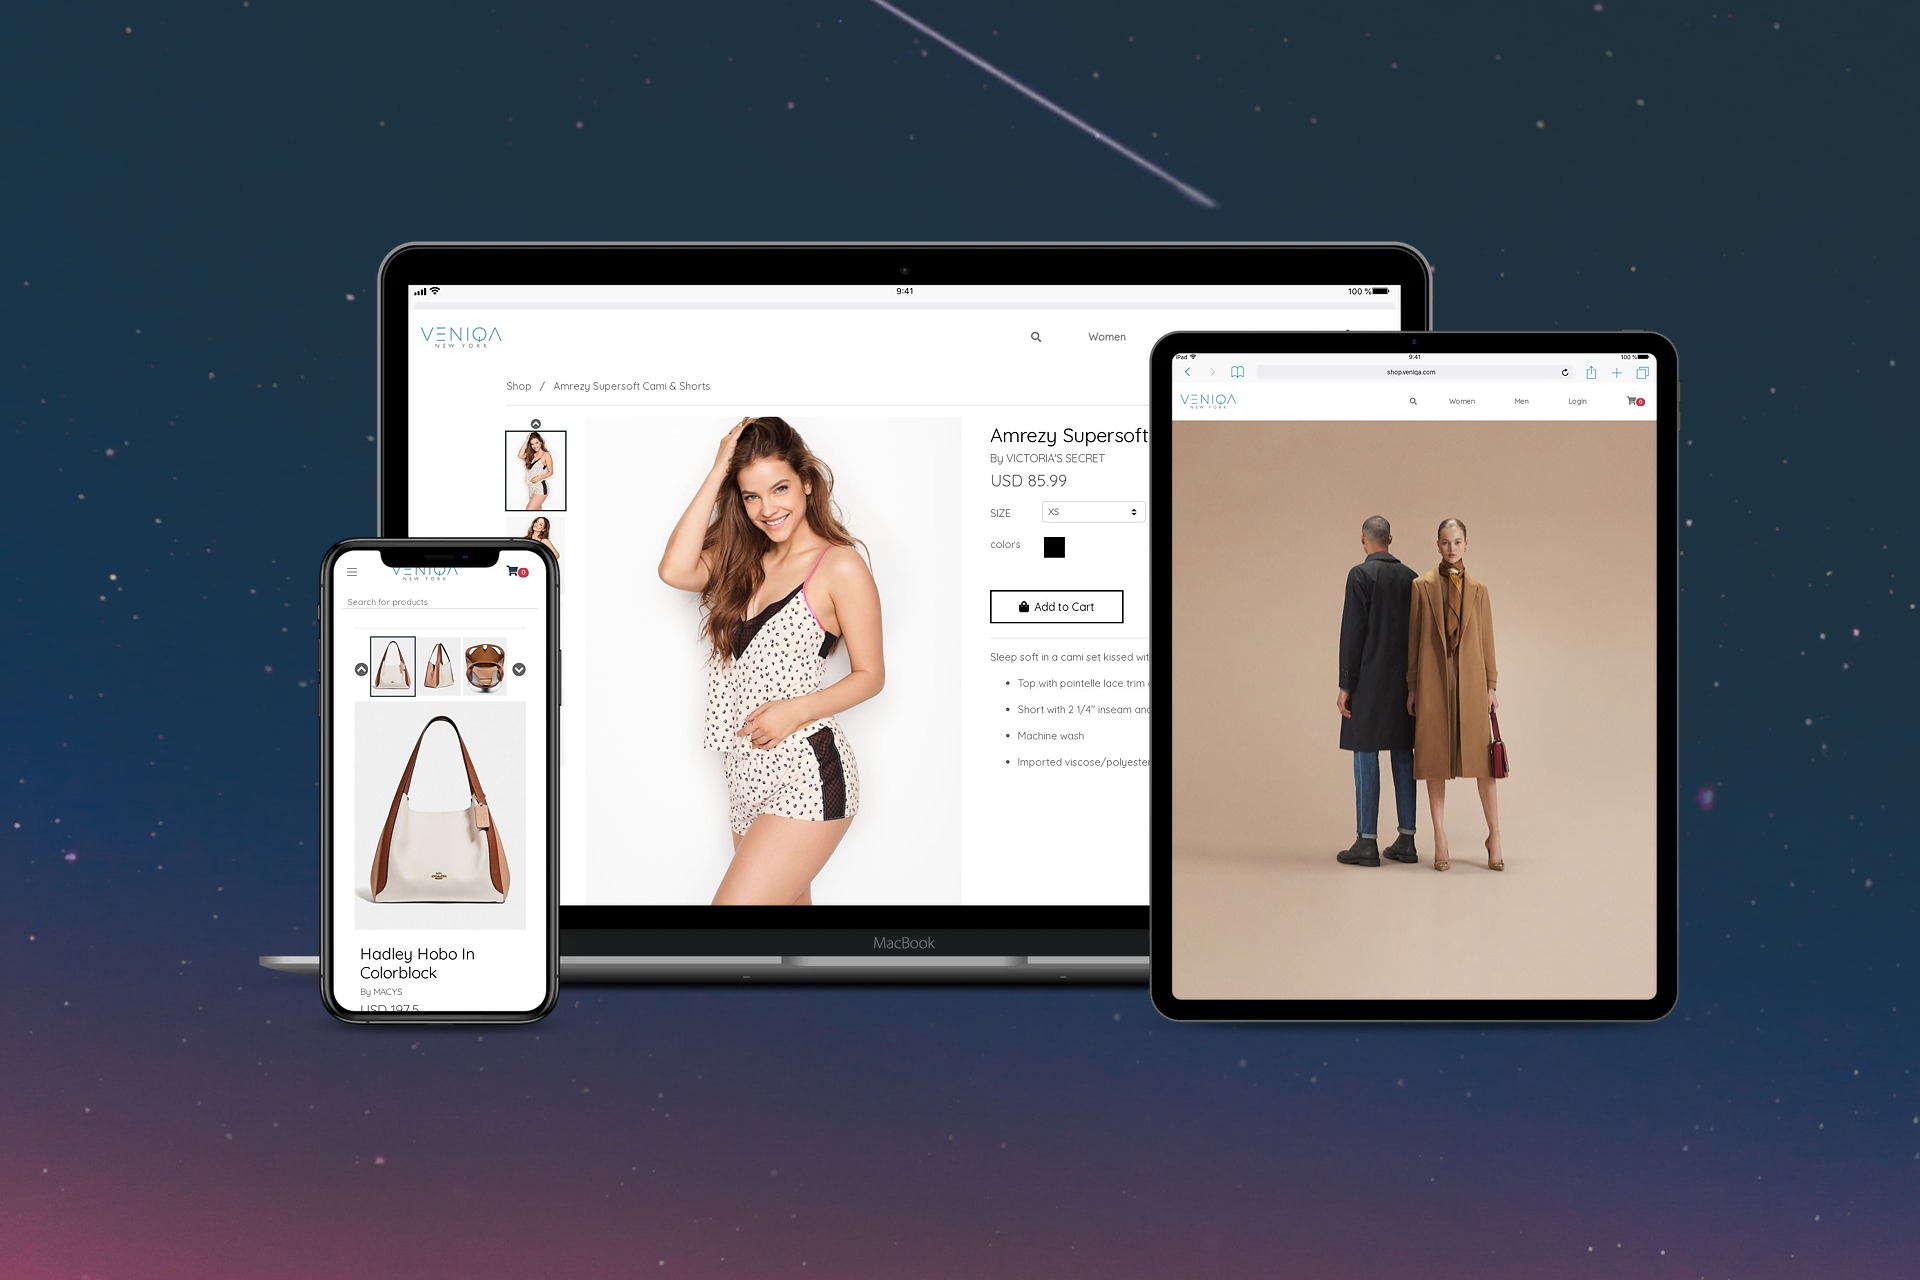 9:41
100 %
VENIQA
NEW YORK
Women
Shop / Amrezy Supersoft Cami & Shorts
Amrezy Supersoft
By VICTORIA'S SECRET
USD 85.99
SIZE
XS
colors
Add to Cart
Sleep soft in a cami set kissed
Top with pointelle lace trim
Short with 2 1/4" inseam
Machine wash
Imported viscose/polyester
MacBook
VENIQA
NEW YORK
0
Search for products
Hadley Hobo In
Colorblock
By MACYS
USD 197.5
iPad
9:41
100 %
shop.veniqa.com
VENIQA
NEW YORK
Women
Men
Login
0